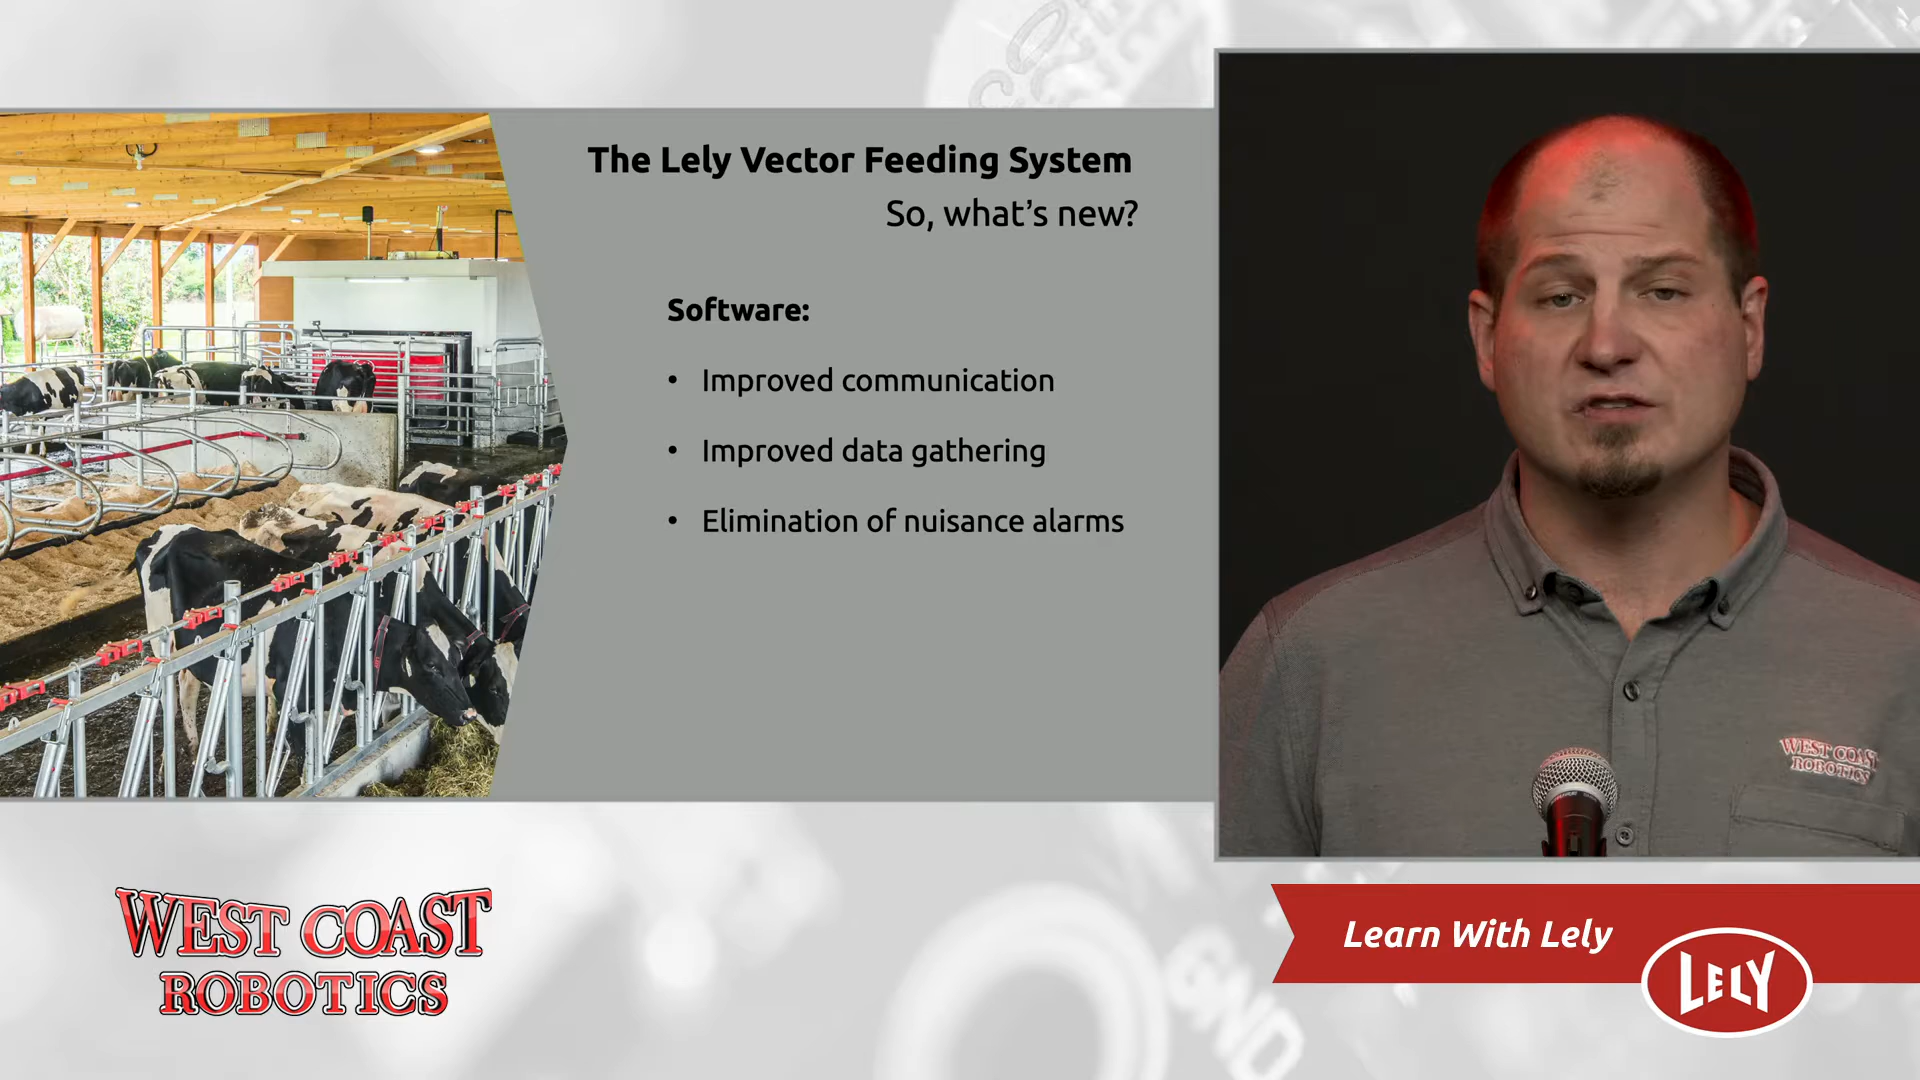 The Lely Vector Feeding System
So, what's new?
Software:
• Improved communication
• Improved data gathering
• Elimination of nuisance alarms
WEST COAST
ROBOTICS
WEST COAST
ROBOTICS
Learn With Lely
LELY
GND